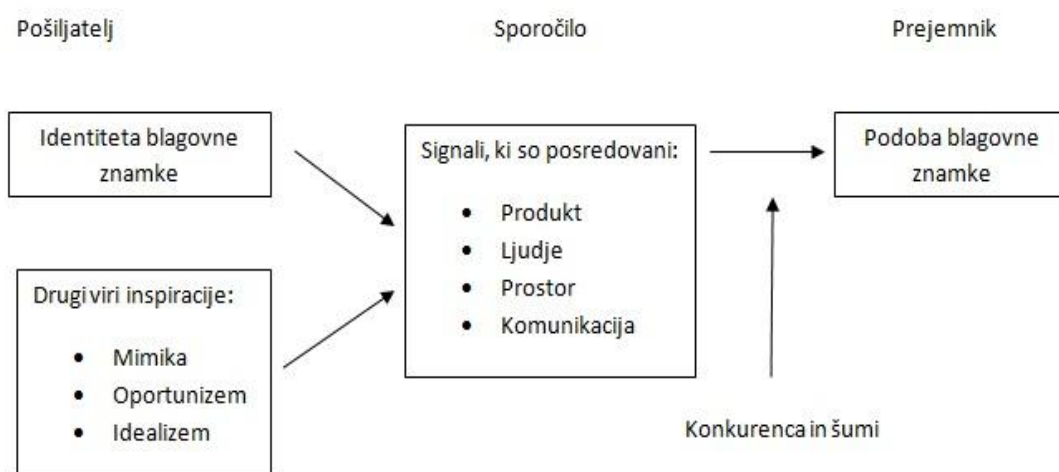 Pošiljatelj
Sporočilo
Prejemnik
Identiteta blagovne
znamke
Signali, ki so posredovani:
• Produkt
• Ljudje
• Prostor
• Komunikacija
Podoba blagovne
znamke
Drugi viri inspiracije:
• Mimika
• Oportunizem
• Idealizem
Konkurenca in šumi